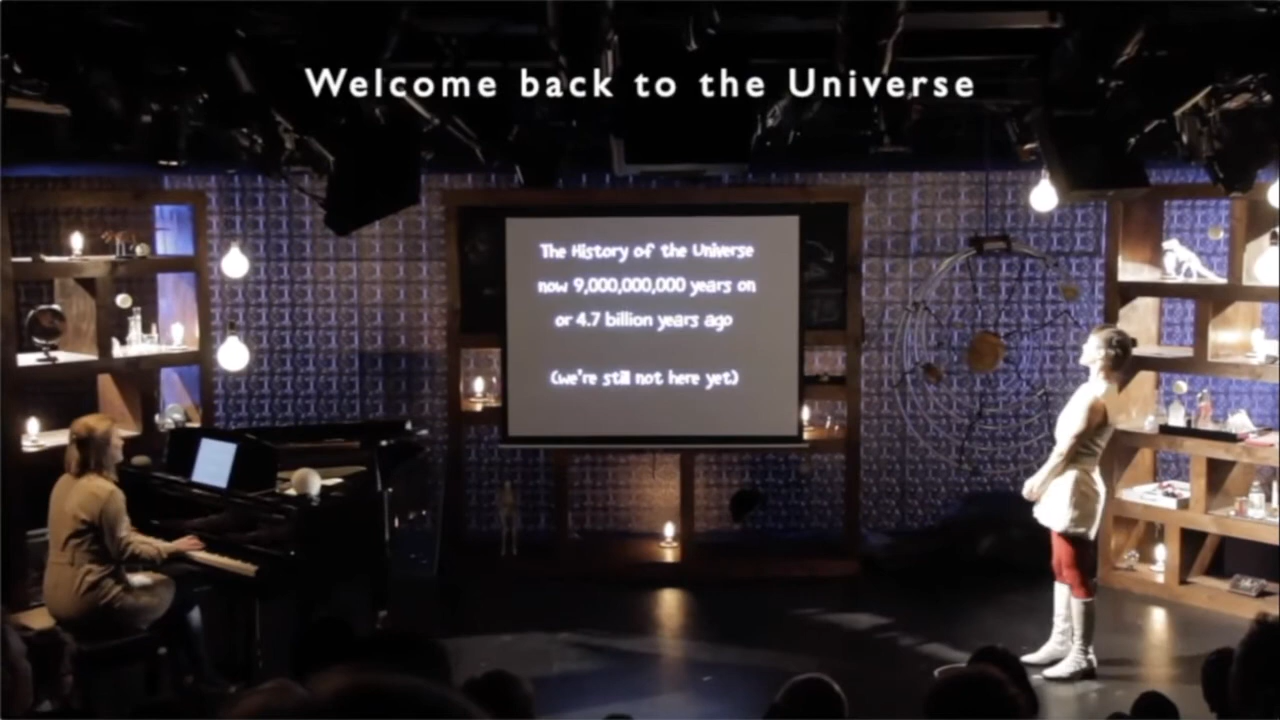 Welcome back to the Universe
The History of the Universe
now 9,000,000,000 years on
or 4.7 billion years ago
(we're still not here yet)